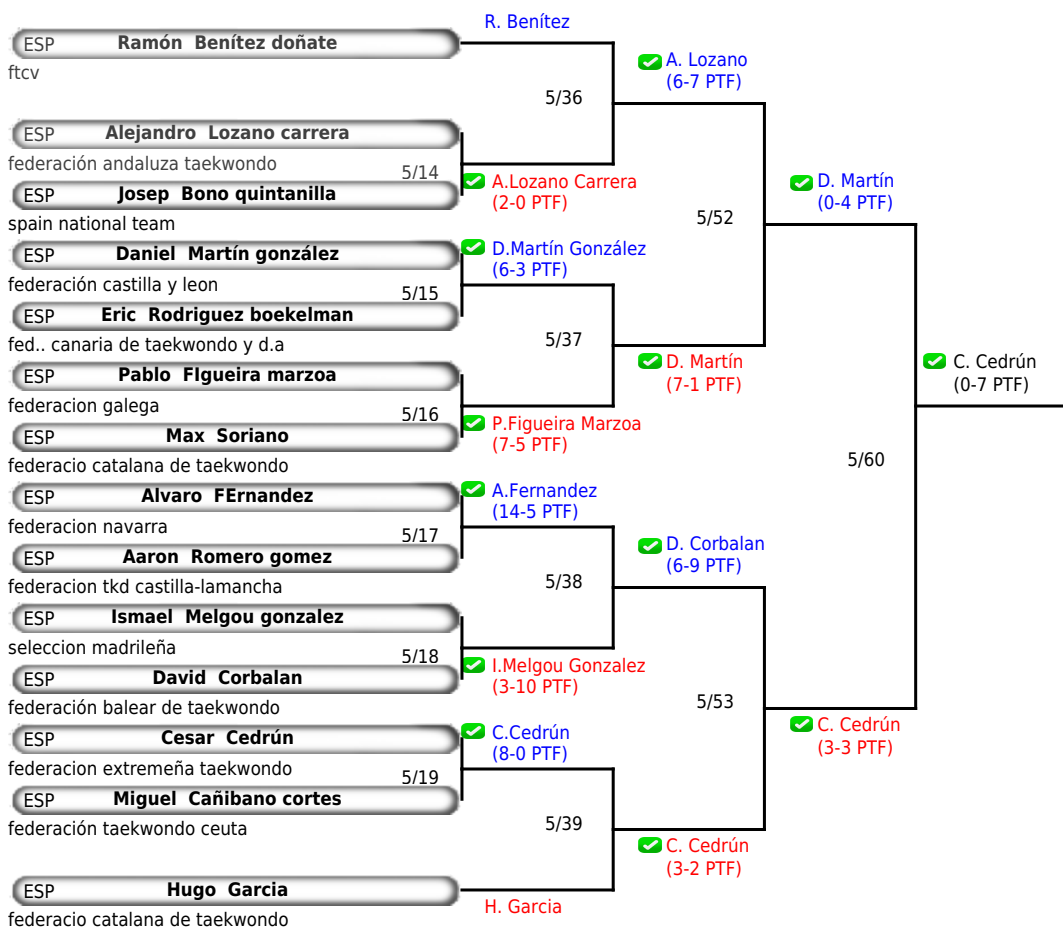 R. Benítez
ESP Ramón Benítez doñate
ftcv
A. Lozano
(6-7 PTF)
5/36
ESP Alejandro Lozano carrera
federación andaluza taekwondo
5/14
A.Lozano Carrera
(2-0 PTF)
ESP Josep Bono quintanilla
spain national team
D. Martín
(0-4 PTF)
5/52
ESP Daniel Martín gonzález
federación castilla y leon
D.Martín González
(6-3 PTF)
5/15
ESP Eric Rodriguez boekelman
fed.. canaria de taekwondo y d.a
5/37
D. Martín
(7-1 PTF)
C. Cedrún
(0-7 PTF)
ESP Pablo FIgueira marzoa
federacion galega
5/16
P.Figueira Marzoa
(7-5 PTF)
ESP Max Soriano
federacio catalana de taekwondo
5/60
ESP Alvaro FErnandez
federacion navarra
A.Fernandez
(14-5 PTF)
5/17
ESP Aaron Romero gomez
federacion tkd castilla-lamancha
D. Corbalan
(6-9 PTF)
5/38
ESP Ismael Melgou gonzalez
seleccion madrileña
5/18
I.Melgou Gonzalez
(3-10 PTF)
ESP David Corbalan
federación balear de taekwondo
5/53
C. Cedrún
(3-3 PTF)
ESP Cesar Cedrún
federacion extremeña taekwondo
C.Cedrún
(8-0 PTF)
5/19
ESP Miguel Cañibano cortes
federación taekwondo ceuta
5/39
C. Cedrún
(3-2 PTF)
ESP Hugo Garcia
federacio catalana de taekwondo
H. Garcia